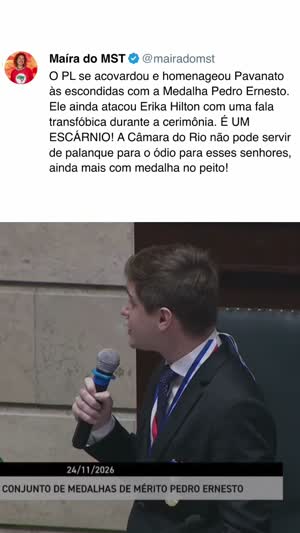 Maíra do MST @mairadomst
O PL se acovardou e homenageou Pavanato
às escondidas com a Medalha Pedro Ernesto.
Ele ainda atacou Erika Hilton com uma fala
transfóbica durante a cerimônia. É UM
ESCÁRNIO! A Câmara do Rio não pode servir
de palanque para o ódio para esses senhores,
ainda mais com medalha no peito!
24/11/2026
CONJUNTO DE MEDALHAS DE MÉRITO PEDRO ERNESTO